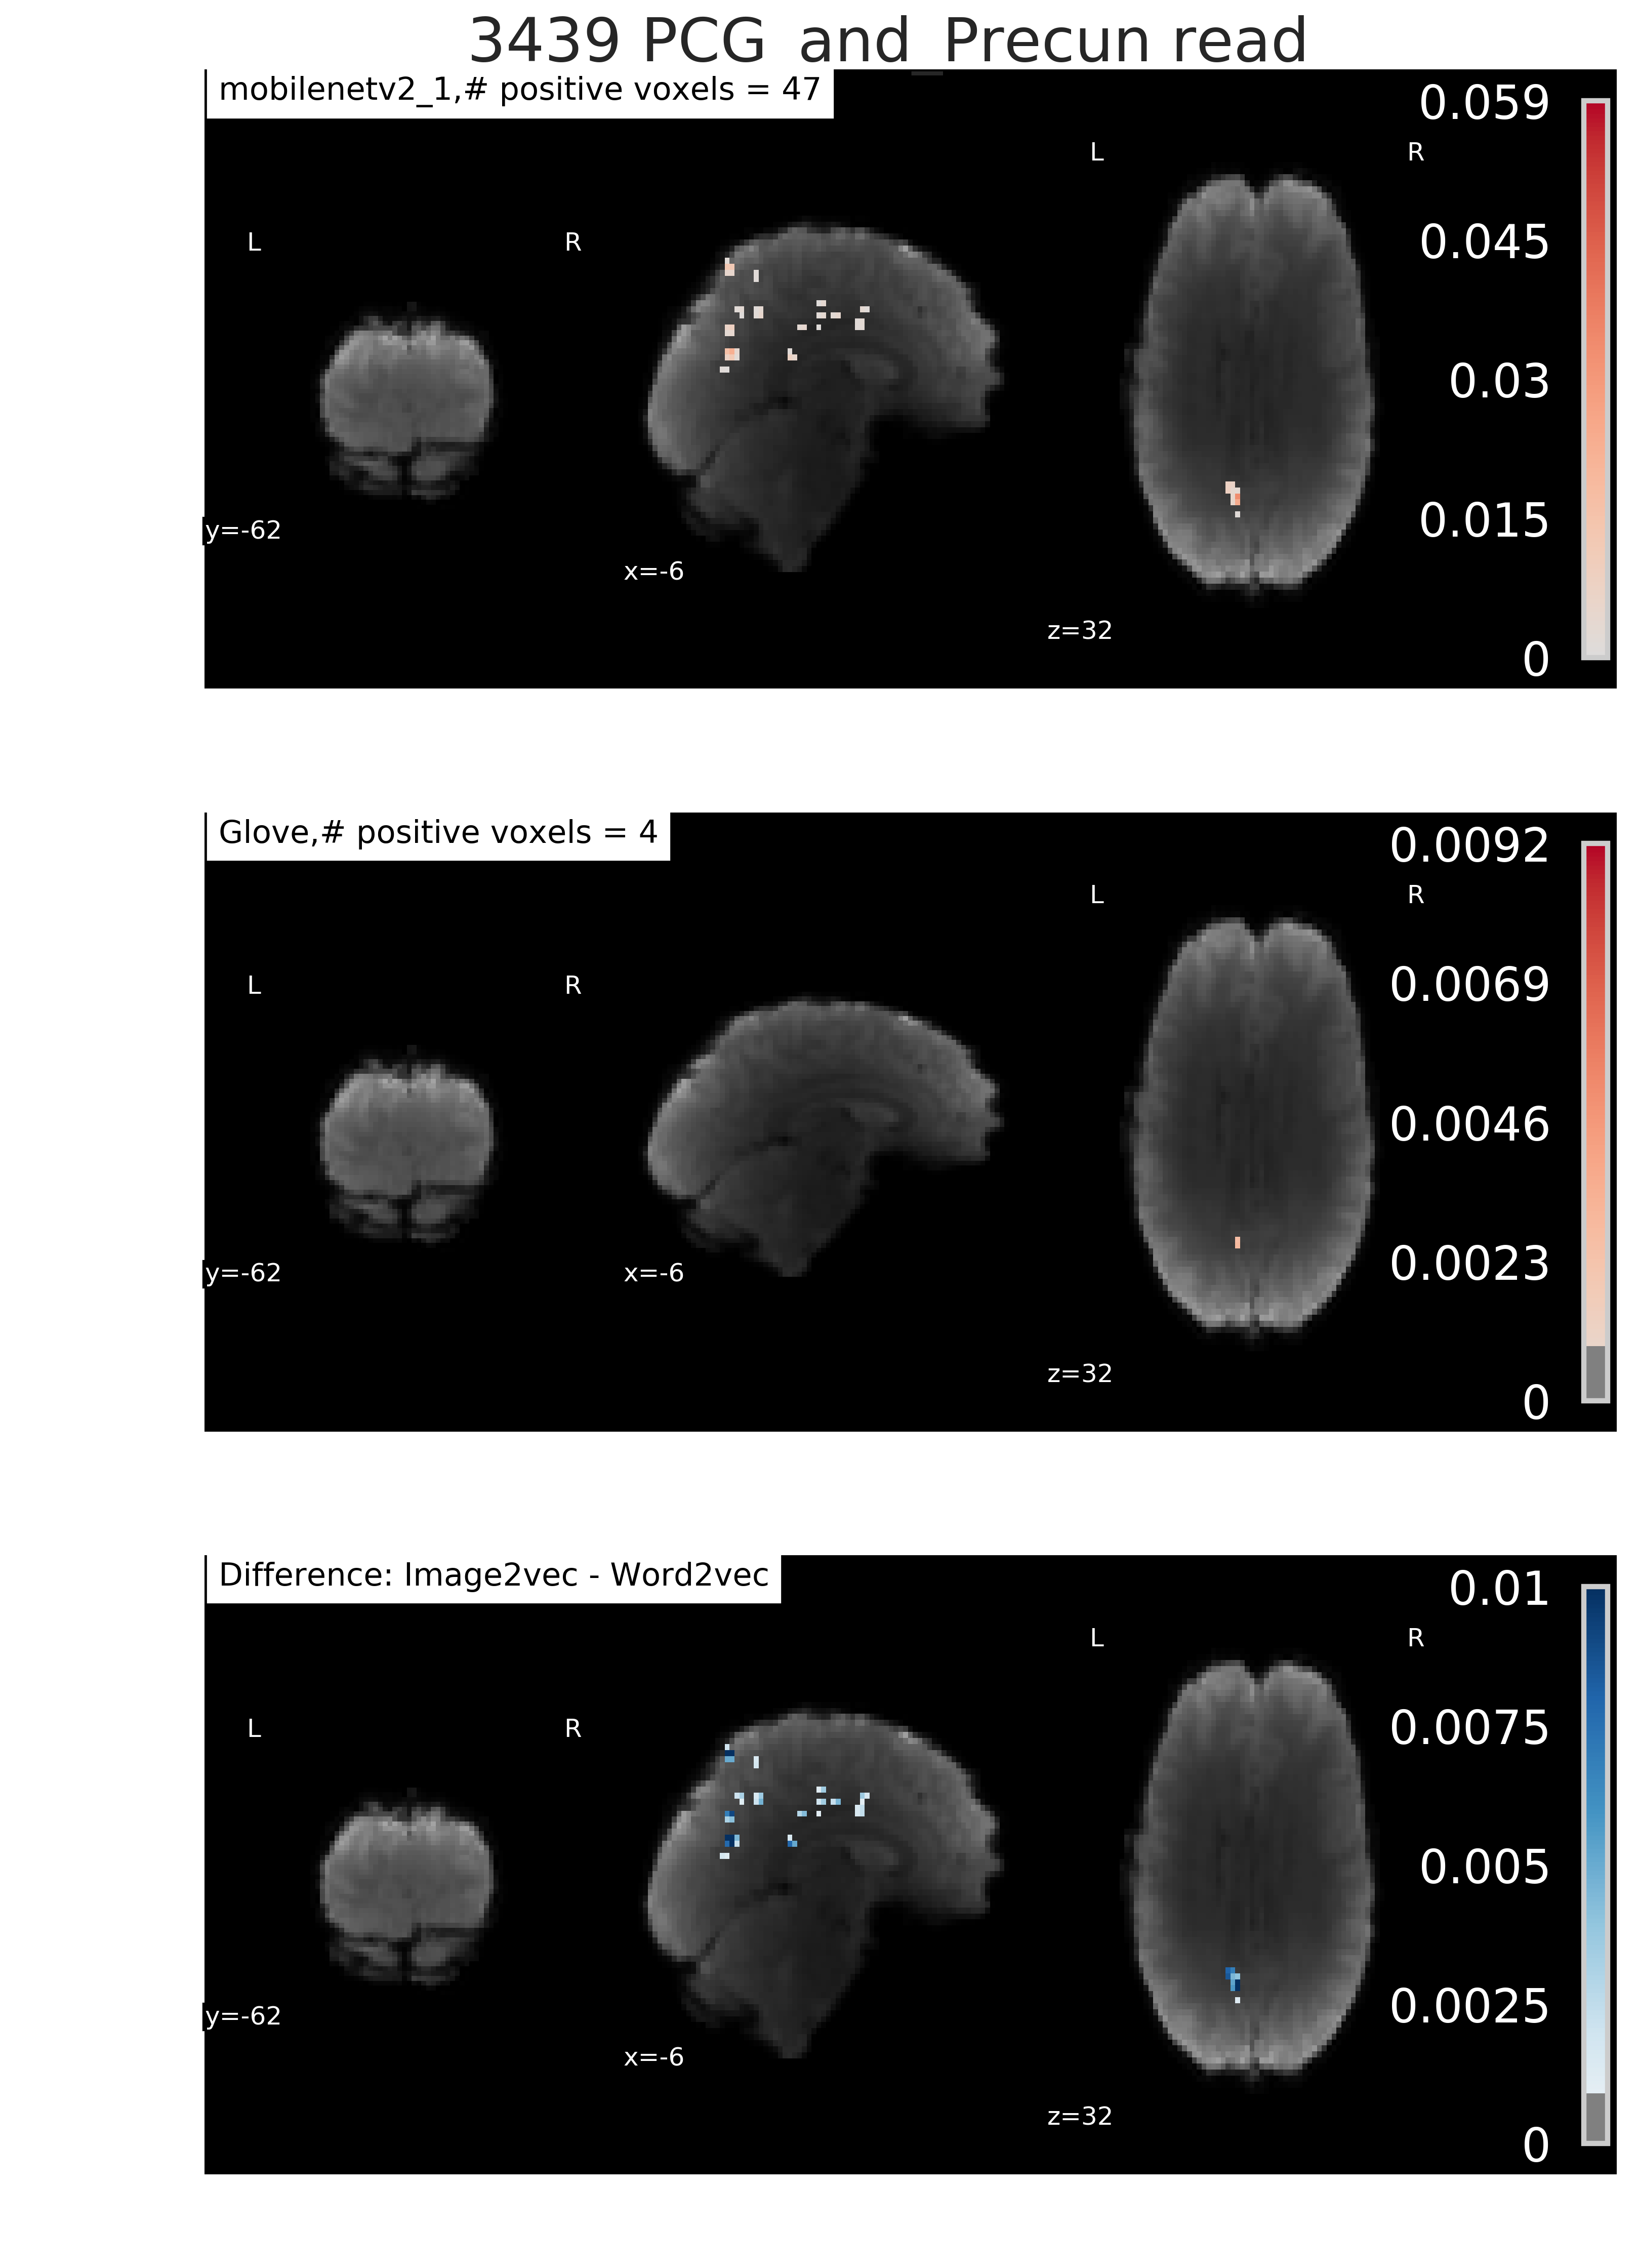 3439 PCG_and_Precun read
mobilenetv2_1,# positive voxels = 47
0.059
L R
L R
0.045
0.03
0.015
y=-62
x=-6
z=32
0
Glove,# positive voxels = 4
0.0092
L R
L R
0.0069
0.0046
0.0023
y=-62
x=-6
z=32
0
Difference: Image2vec - Word2vec
0.01
L R
L R
0.0075
0.005
0.0025
y=-62
x=-6
z=32
0